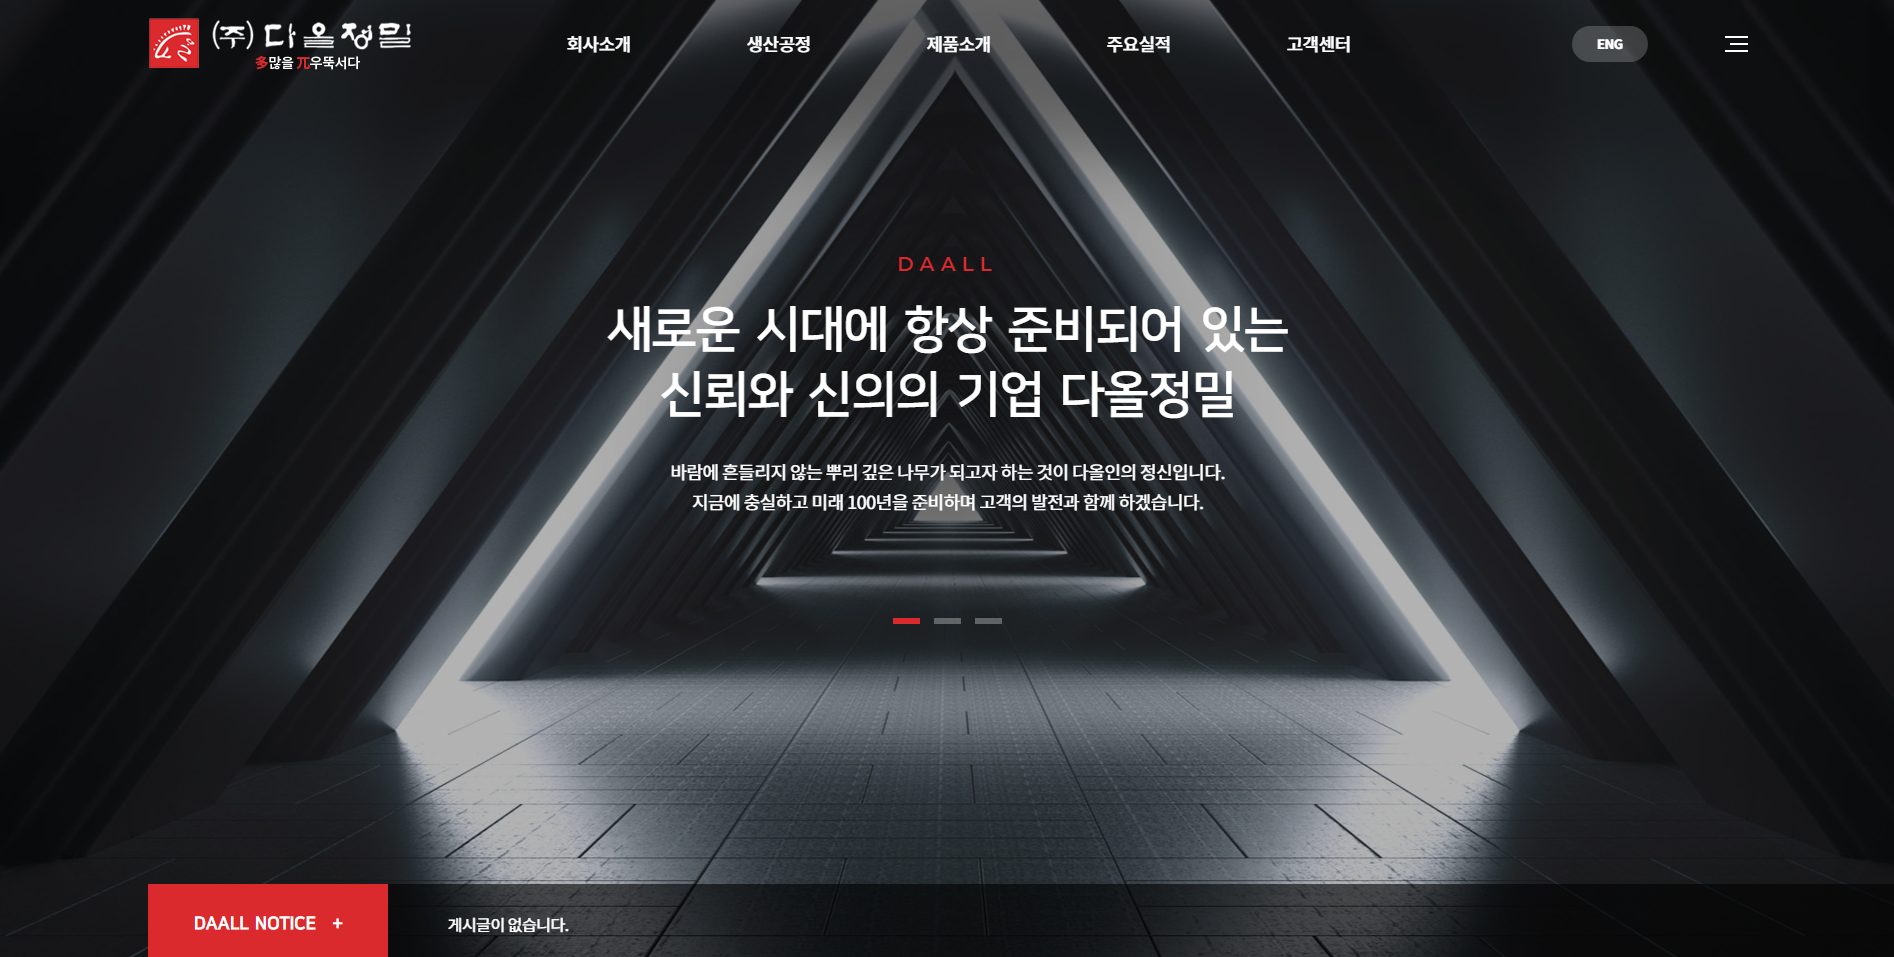 (주) 다올정밀
多많을 兀우뚝서다
회사소개
생산공정
제품소개
주요실적
고객센터
ENG
DAALL
새로운 시대에 항상 준비되어 있는
신뢰와 신의의 기업 다올정밀
바람에 흔들리지 않는 뿌리 깊은 나무가 되고자 하는 것이 다올인의 정신입니다.
지금에 충실하고 미래 100년을 준비하며 고객의 발전과 함께 하겠습니다.
DAALL NOTICE +
게시글이 없습니다.